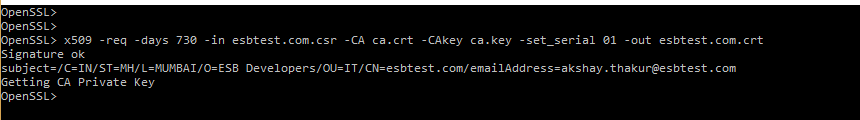 OpenSSL>
OpenSSL>
OpenSSL> x509 -req -days 730 -in esbtest.com.csr -CA ca.crt -CAkey ca.key -set_serial 01 -out esbtest.com.crt
Signature ok
subject=/C=IN/ST=MH/L=MUMBAI/O=ESB Developers/OU=IT/CN=esbtest.com/emailAddress=akshay.thakur@esbtest.com
Getting CA Private Key
OpenSSL>